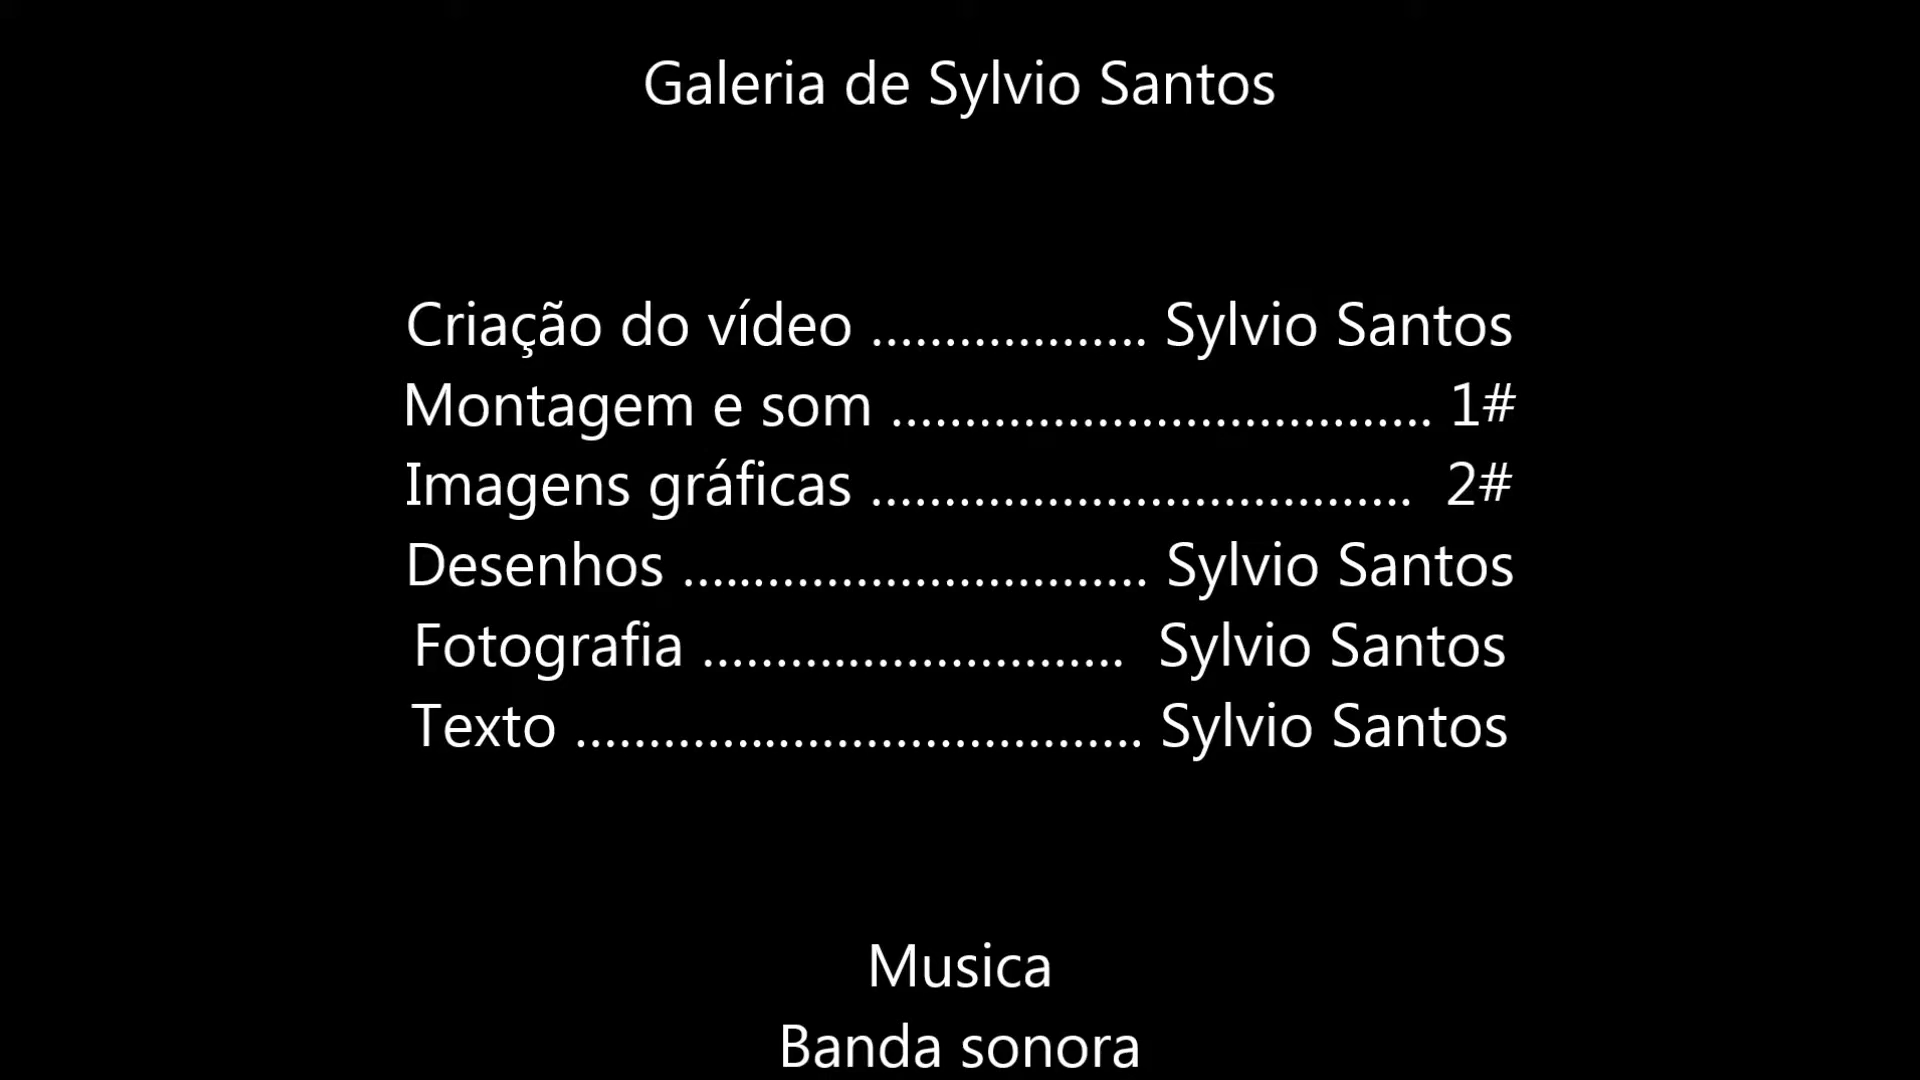 Galeria de Sylvio Santos
Criação do vídeo ................... Sylvio Santos
Montagem e som ..................................... 1#
Imagens gráficas .....................................  2#
Desenhos ................................ Sylvio Santos
Fotografia .............................  Sylvio Santos
Texto ....................................... Sylvio Santos
Musica
Banda sonora